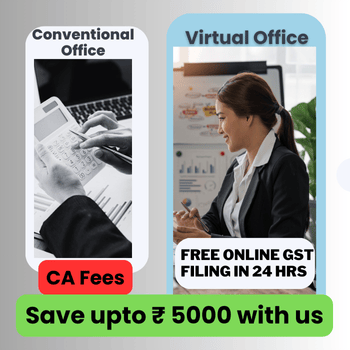 Conventional
Office
Virtual Office
FREE ONLINE GST
FILING IN 24 HRS
CA Fees
Save upto ₹ 5000 with us